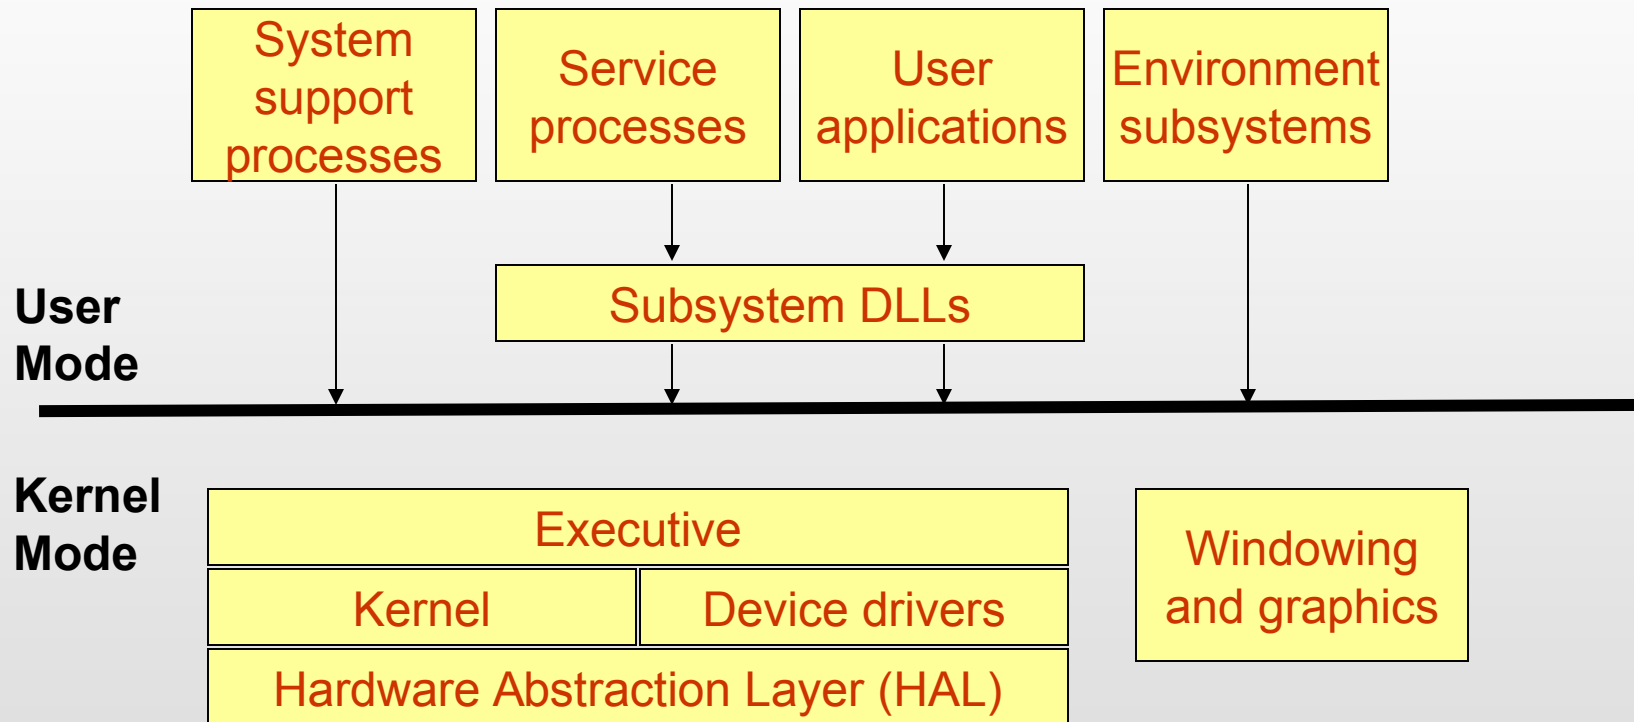 System
support
processes
Service
processes
User
applications
Environment
subsystems
Subsystem DLLs
User
Mode
Kernel
Mode
Executive
Kernel
Device drivers
Hardware Abstraction Layer (HAL)
Windowing
and graphics